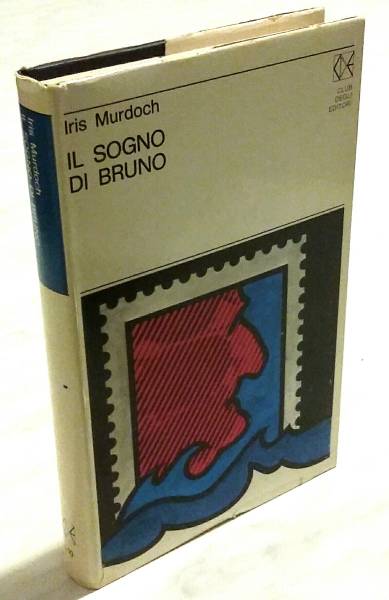 Iris Murdoch
IL SOGNO
DI BRUNO
CLUB
DEGLI
EDITORI
Iris Murdoch